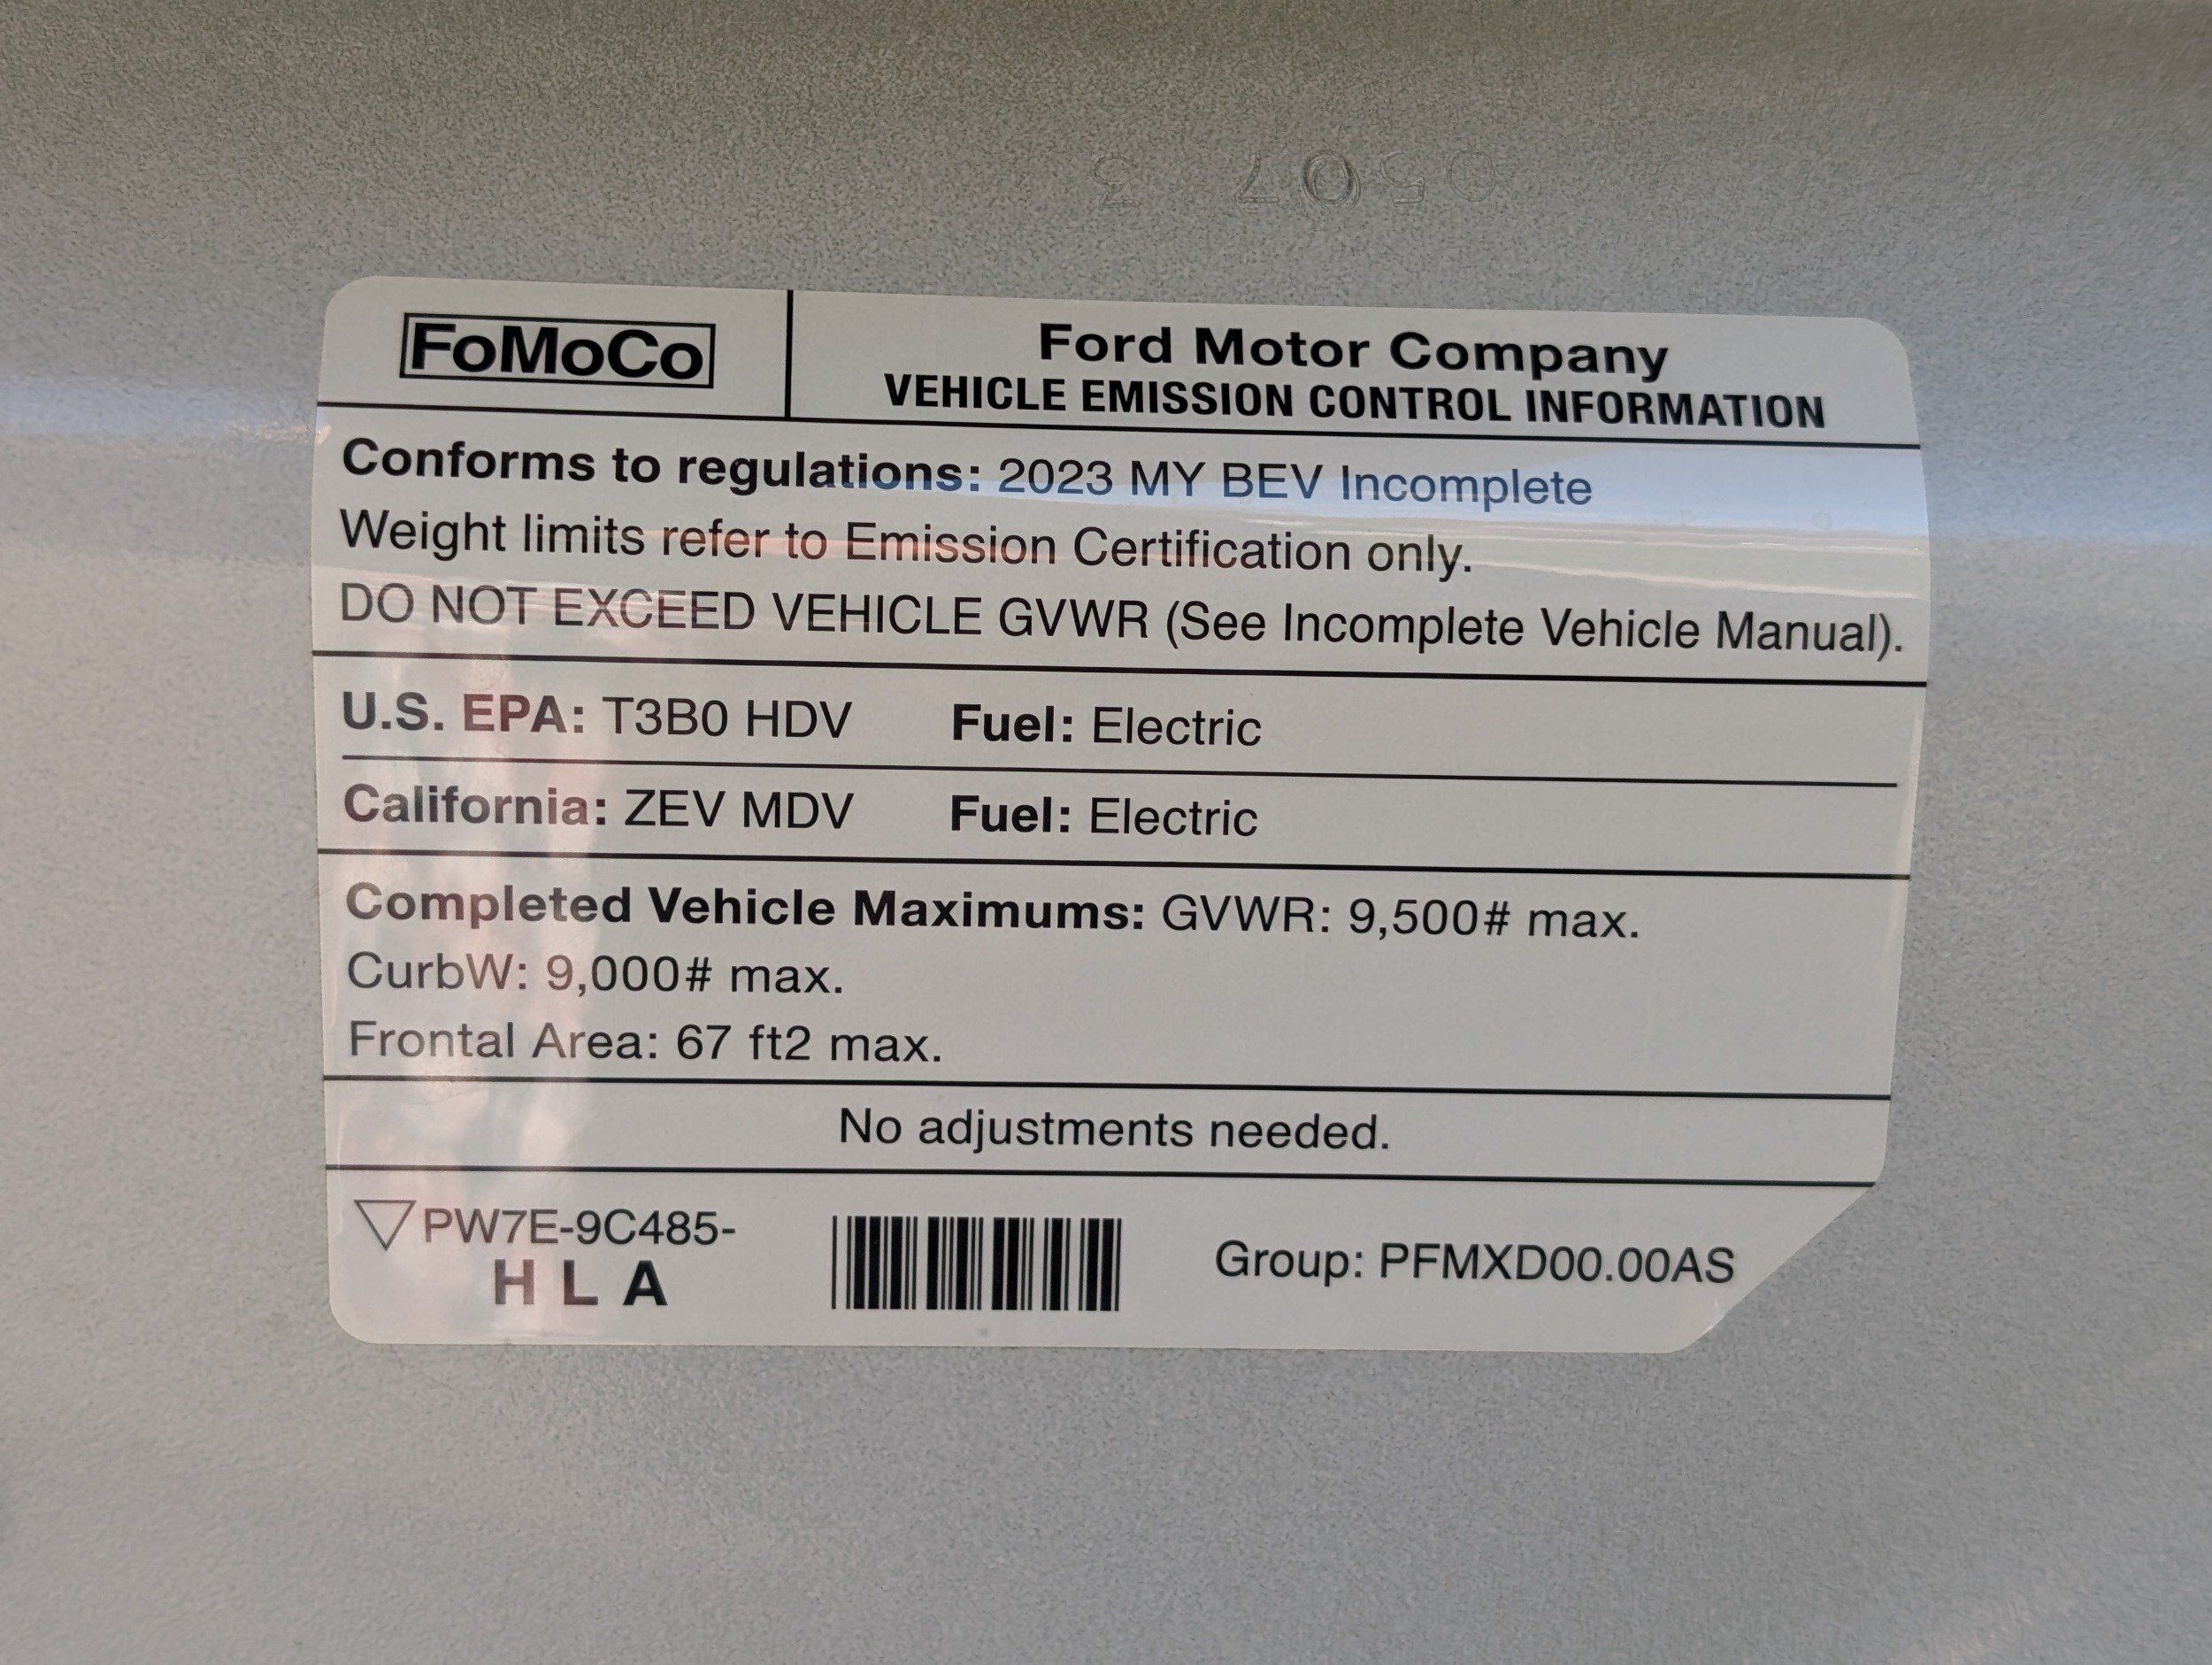 FoMoCo
Ford Motor Company
VEHICLE EMISSION CONTROL INFORMATION
Conforms to regulations: 2023 MY BEV Incomplete
Weight limits refer to Emission Certification only.
DO NOT EXCEED VEHICLE GVWR (See Incomplete Vehicle Manual).
U.S. EPA: T3B0 HDV Fuel: Electric
California: ZEV MDV Fuel: Electric
Completed Vehicle Maximums: GVWR: 9,500# max.
CurbW: 9,000# max.
Frontal Area: 67 ft2 max.
No adjustments needed.
PW7E-9C485-
H L A
Group: PFMXD00.00AS